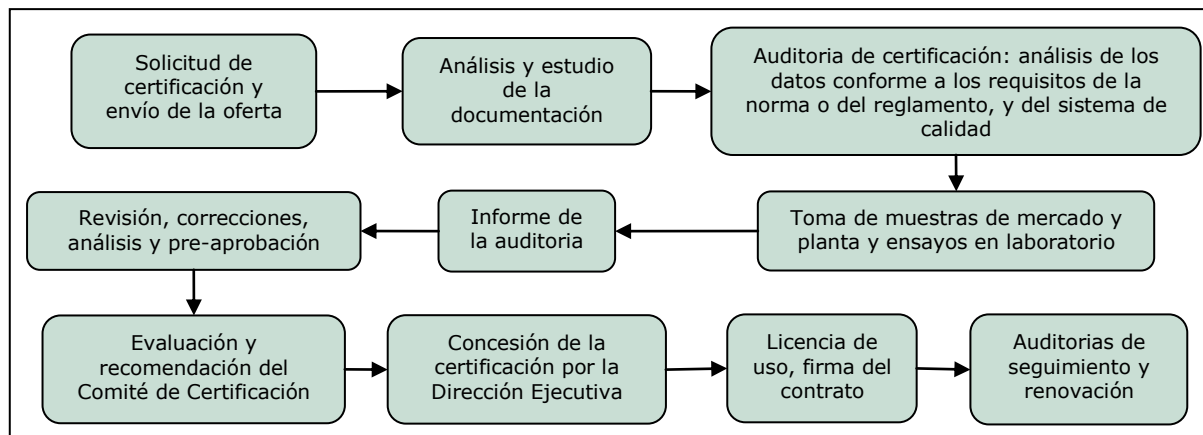 Solicitud de
certificación y
envío de la oferta
Análisis y estudio
de la
documentación
Auditoria de certificación: análisis de los
datos conforme a los requisitos de la
norma o del reglamento, y del sistema de
calidad
Toma de muestras de mercado y
planta y ensayos en laboratorio
Informe de
la auditoria
Revisión, correcciones,
análisis y pre-aprobación
Evaluación y
recomendación del
Comité de Certificación
Concesión de la
certificación por la
Dirección Ejecutiva
Licencia de
uso, firma del
contrato
Auditorias de
seguimiento y
renovación